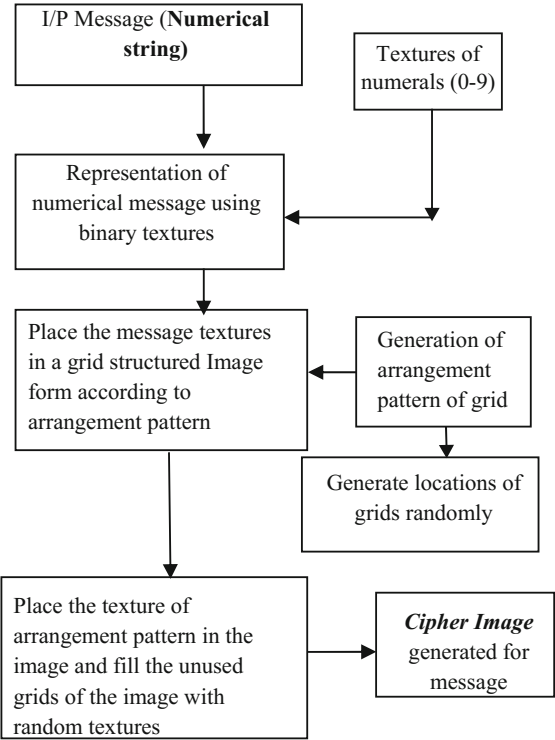 I/P Message (Numerical
string)
Textures of
numerals (0-9)
Representation of
numerical message using
binary textures
Place the message textures
in a grid structured Image
form according to
arrangement pattern
Generation of
arrangement
pattern of grid
Generate locations of
grids randomly
Place the texture of
arrangement pattern in the
image and fill the unused
grids of the image with
random textures
Cipher Image
generated for
message